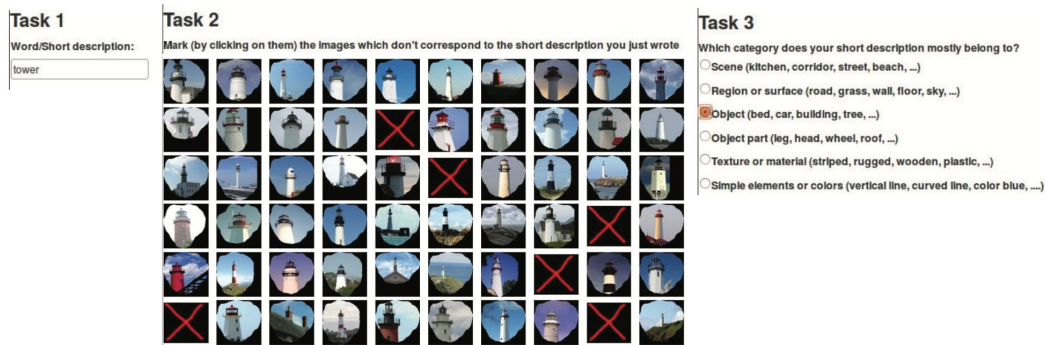 Task 1
Word/Short description:
tower
Task 2
Mark (by clicking on them) the images which don't correspond to the short description you just wrote
Task 3
Which category does your short description mostly belong to?
Scene (kitchen, corridor, street, beach, ...)
Region or surface (road, grass, wall, floor, sky, ...)
Object (bed, car, building, tree, ...)
Object part (leg, head, wheel, roof, ...)
Texture or material (striped, rugged, wooden, plastic, ...)
Simple elements or colors (vertical line, curved line, color blue, ....)